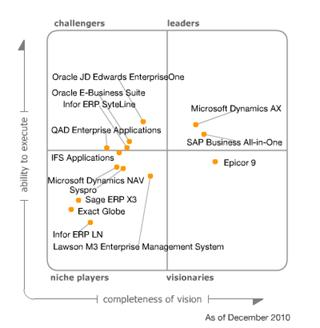 challengers
leaders
Oracle JD Edwards EnterpriseOne
Oracle E-Business Suite
Infor ERP SyteLine
Microsoft Dynamics AX
QAD Enterprise Applications
SAP Business All-in-One
IFS Applications
Epicor 9
Microsoft Dynamics NAV
Syspro
Sage ERP X3
Exact Globe
Infor ERP LN
Lawson M3 Enterprise Management System
niche players
visionaries
ability to execute
completeness of vision
As of December 2010